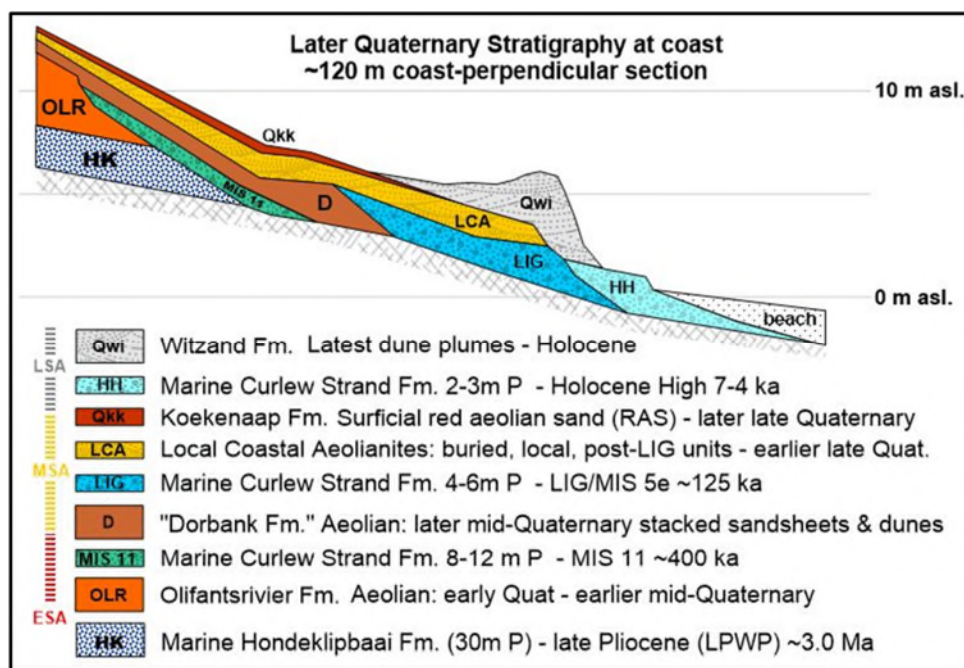 Later Quaternary Stratigraphy at coast
~120 m coast-perpendicular section
10 m asl.
OLR
Qkk
HK
MIS 11
D
Qwi
LCA
LIG
HH
0 m asl.
beach
LSA
MSA
ESA
Qwi Witzand Fm. Latest dune plumes - Holocene
HH Marine Curlew Strand Fm. 2-3m P - Holocene High 7-4 ka
Qkk Koekenaap Fm. Surficial red aeolian sand (RAS) - later late Quaternary
LCA Local Coastal Aeolianites: buried, local, post-LIG units - earlier late Quat.
LIG Marine Curlew Strand Fm. 4-6m P - LIG/MIS 5e ~125 ka
D "Dorbank Fm." Aeolian: later mid-Quaternary stacked sandsheets & dunes
MIS 11 Marine Curlew Strand Fm. 8-12 m P - MIS 11 ~400 ka
OLR Olifantsrivier Fm. Aeolian: early Quat - earlier mid-Quaternary
HK Marine Hondeklipbaai Fm. (30m P) - late Pliocene (LPWP) ~3.0 Ma